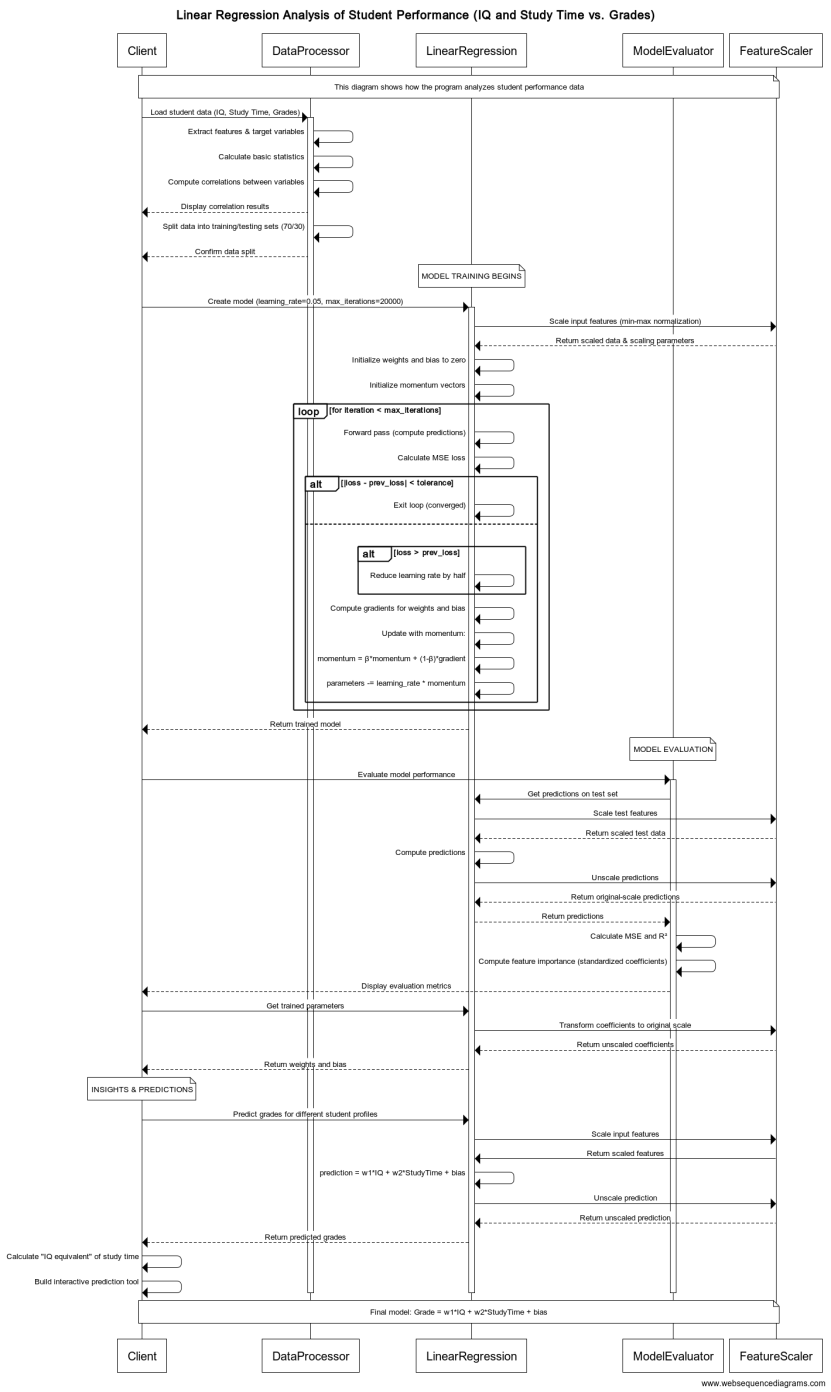 Linear Regression Analysis of Student Performance (IQ and Study Time vs. Grades)
Client
DataProcessor
LinearRegression
ModelEvaluator
FeatureScaler
This diagram shows how the program analyzes student performance data
Load student data (IQ, Study Time, Grades)
Extract features & target variables
Calculate basic statistics
Compute correlations between variables
Display correlation results
Split data into training/testing sets (70/30)
Confirm data split
MODEL TRAINING BEGINS
Create model (learning_rate=0.05, max_iterations=20000)
Scale input features (min-max normalization)
Return scaled data & scaling parameters
Initialize weights and bias to zero
Initialize momentum vectors
loop [for iteration < max_iterations]
Forward pass (compute predictions)
Calculate MSE loss
alt [|loss - prev_loss| < tolerance]
Exit loop (converged)
alt [loss > prev_loss]
Reduce learning rate by half
Compute gradients for weights and bias
Update with momentum:
momentum = β*momentum + (1-β)*gradient
parameters -= learning_rate * momentum
Return trained model
MODEL EVALUATION
Evaluate model performance
Get predictions on test set
Scale test features
Return scaled test data
Compute predictions
Unscale predictions
Return original-scale predictions
Return predictions
Calculate MSE and R²
Compute feature importance (standardized coefficients)
Display evaluation metrics
Get trained parameters
Transform coefficients to original scale
Return unscaled coefficients
Return weights and bias
INSIGHTS & PREDICTIONS
Predict grades for different student profiles
Scale input features
Return scaled features
prediction = w1*IQ + w2*StudyTime + bias
Unscale prediction
Return unscaled prediction
Return predicted grades
Calculate "IQ equivalent" of study time
Build interactive prediction tool
Final model: Grade = w1*IQ + w2*StudyTime + bias
Client
DataProcessor
LinearRegression
ModelEvaluator
FeatureScaler
www.websequencediagrams.com